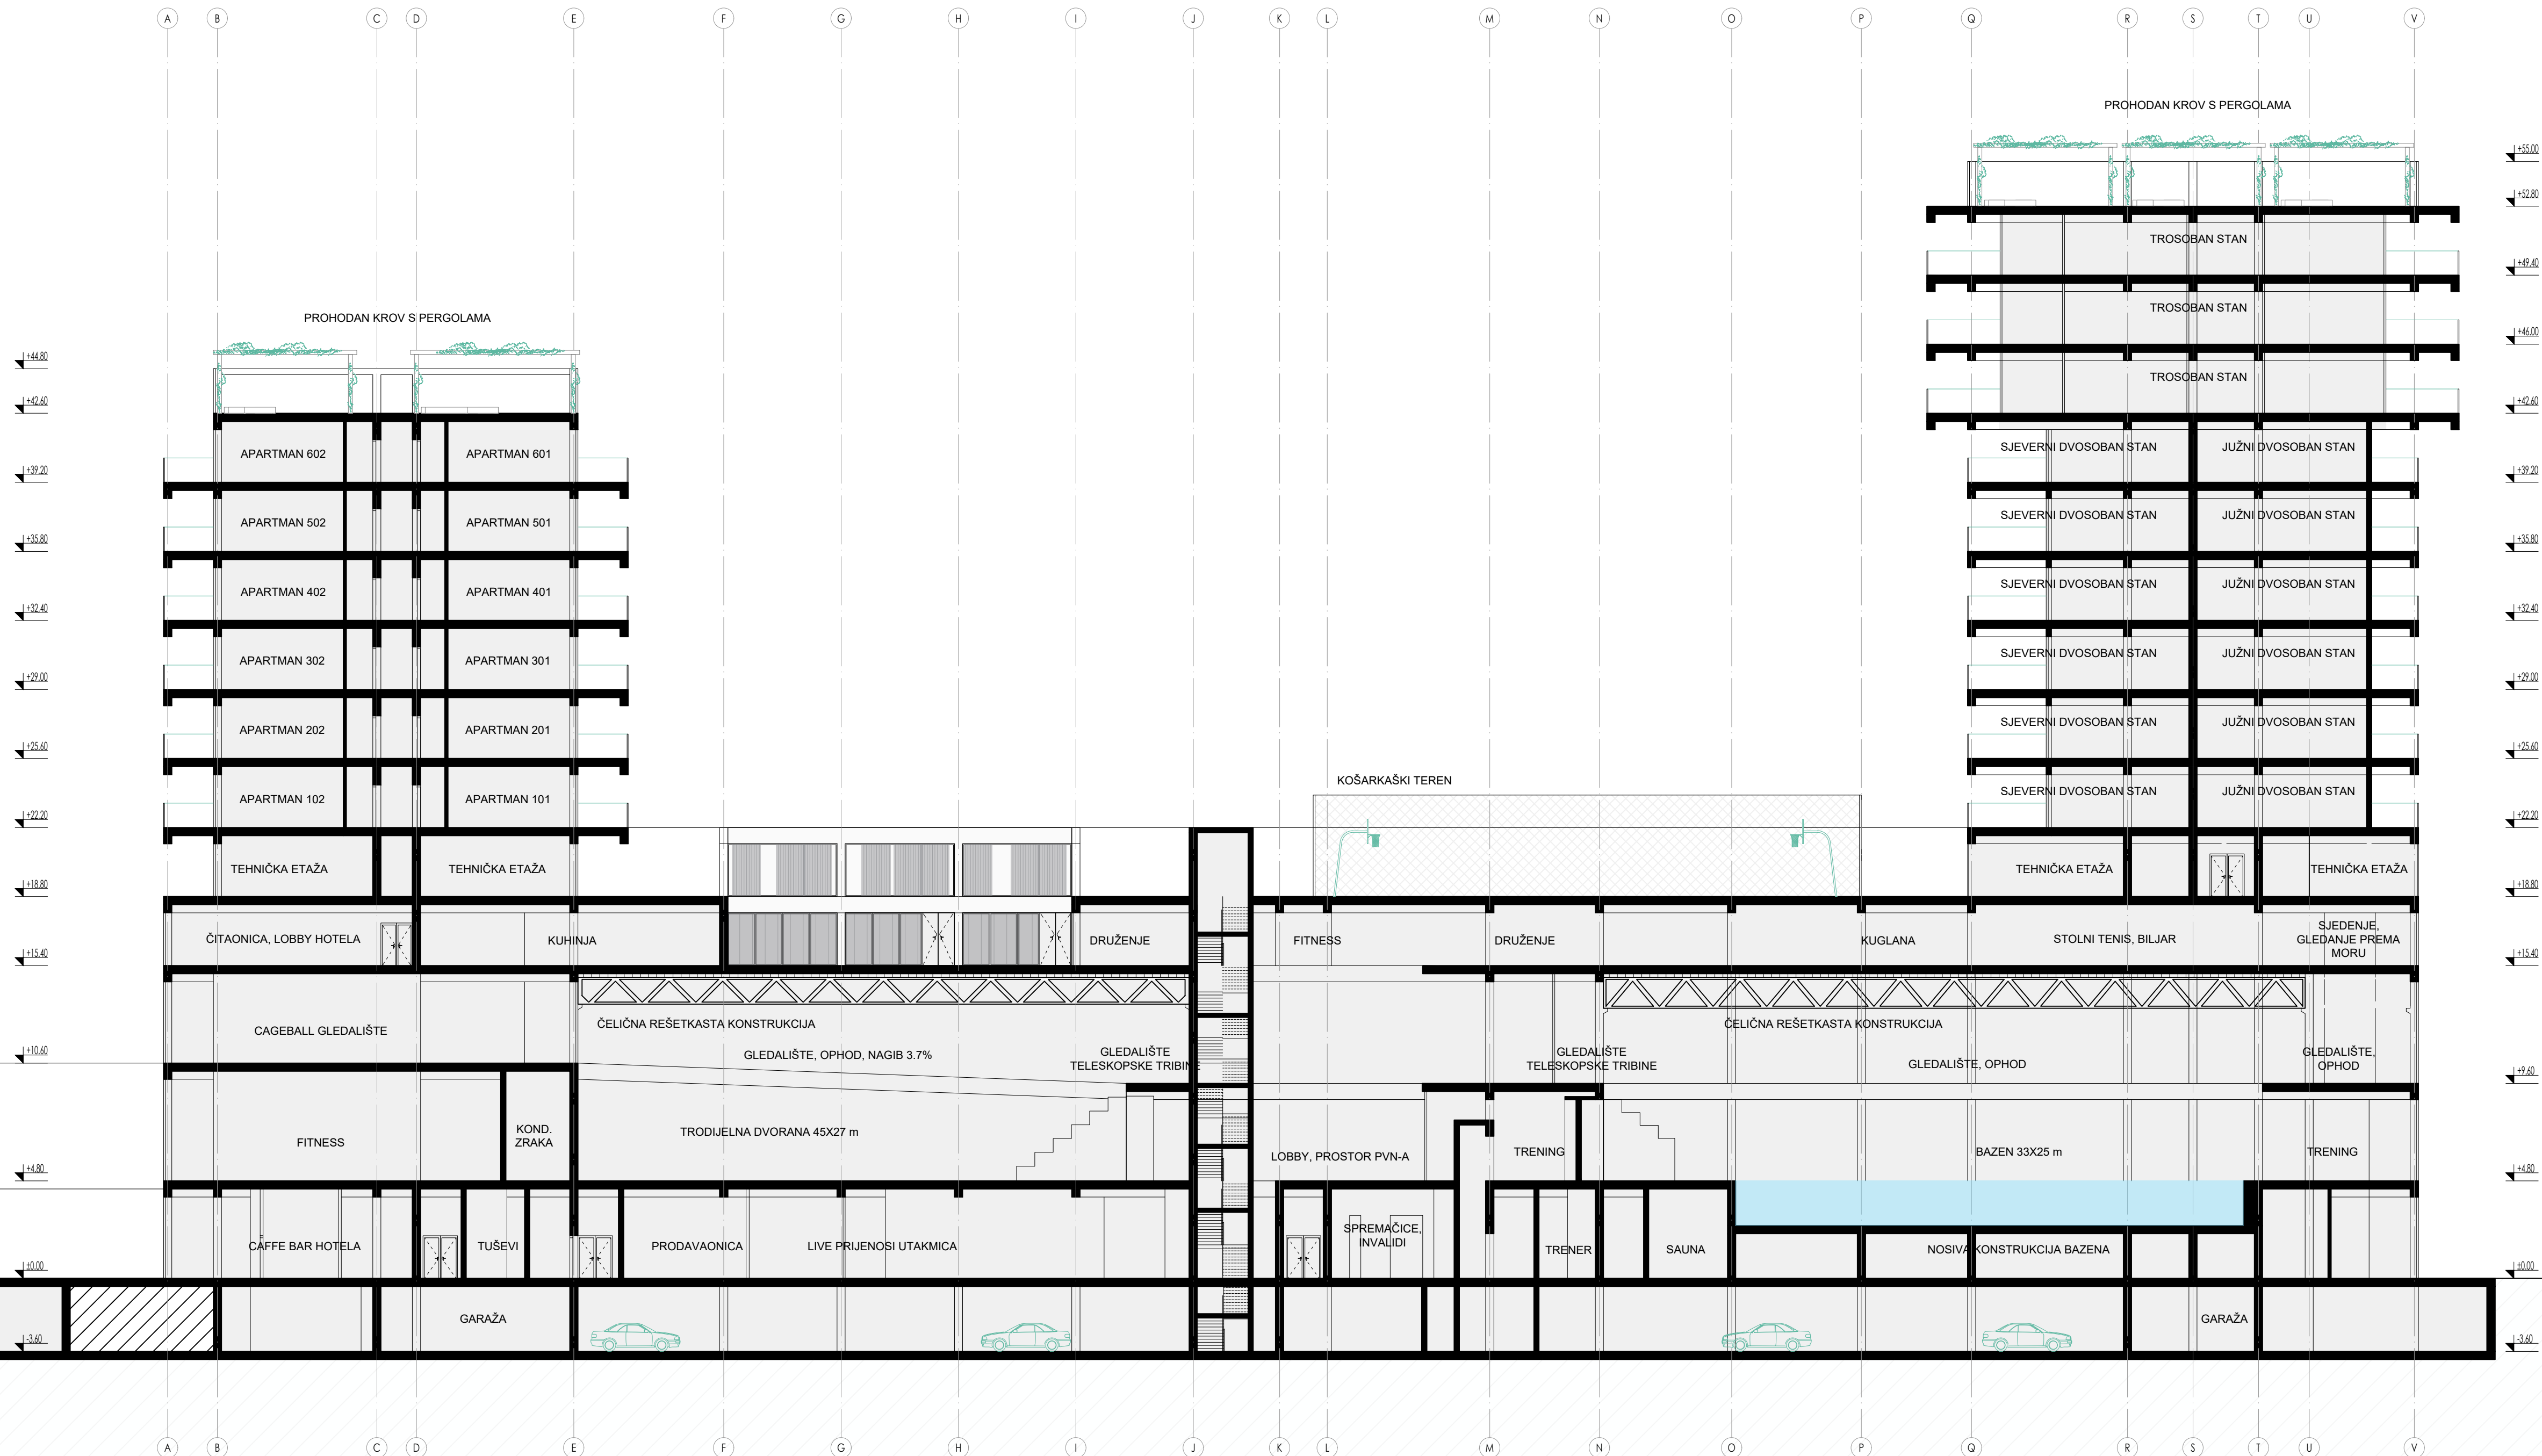 A B C D E F G H I J K L M N O P Q R S T U V
PROHODAN KROV S PERGOLAMA
+55.00
+52.80
TROSOBAN STAN
+49.40
TROSOBAN STAN
PROHODAN KROV S PERGOLAMA
+46.00
+44.80
TROSOBAN STAN
+42.60
+42.60
APARTMAN 602
APARTMAN 601
SJEVERNI DVOSOBAN STAN
JUŽNI DVOSOBAN STAN
+39.20
+39.20
APARTMAN 502
APARTMAN 501
SJEVERNI DVOSOBAN STAN
JUŽNI DVOSOBAN STAN
+35.80
+35.80
APARTMAN 402
APARTMAN 401
SJEVERNI DVOSOBAN STAN
JUŽNI DVOSOBAN STAN
+32.40
+32.40
APARTMAN 302
APARTMAN 301
SJEVERNI DVOSOBAN STAN
JUŽNI DVOSOBAN STAN
+29.00
+29.00
APARTMAN 202
APARTMAN 201
SJEVERNI DVOSOBAN STAN
JUŽNI DVOSOBAN STAN
+25.60
+25.60
KOŠARKAŠKI TEREN
APARTMAN 102
APARTMAN 101
SJEVERNI DVOSOBAN STAN
JUŽNI DVOSOBAN STAN
+22.20
+22.20
TEHNIČKA ETAŽA
TEHNIČKA ETAŽA
TEHNIČKA ETAŽA
TEHNIČKA ETAŽA
+18.80
+18.80
ČITAONICA, LOBBY HOTELA
KUHINJA
DRUŽENJE
FITNESS
DRUŽENJE
KUGLANA
STOLNI TENIS, BILJAR
SJEDENJE,
GLEDANJE PREMA
MORU
+15.40
+15.40
CAGEBALL GLEDALIŠTE
ČELIČNA REŠETKASTA KONSTRUKCIJA
ČELIČNA REŠETKASTA KONSTRUKCIJA
GLEDALIŠTE, OPHOD, NAGIB 3.7%
GLEDALIŠTE
TELESKOPSKE TRIBINE
GLEDALIŠTE
TELESKOPSKE TRIBINE
GLEDALIŠTE, OPHOD
GLEDALIŠTE,
OPHOD
+10.60
+9.60
FITNESS
KOND.
ZRAKA
TRODIJELNA DVORANA 45X27 m
LOBBY, PROSTOR PVN-A
TRENING
BAZEN 33X25 m
TRENING
+4.80
+4.80
CAFFE BAR HOTELA
TUŠEVI
PRODAVAONICA
LIVE PRIJENOSI UTAKMICA
SPREMAČICE,
INVALIDI
TRENER
SAUNA
NOSIVA KONSTRUKCIJA BAZENA
±0.00
±0.00
GARAŽA
GARAŽA
-3.60
-3.60
A B C D E F G H I J K L M N O P Q R S T U V